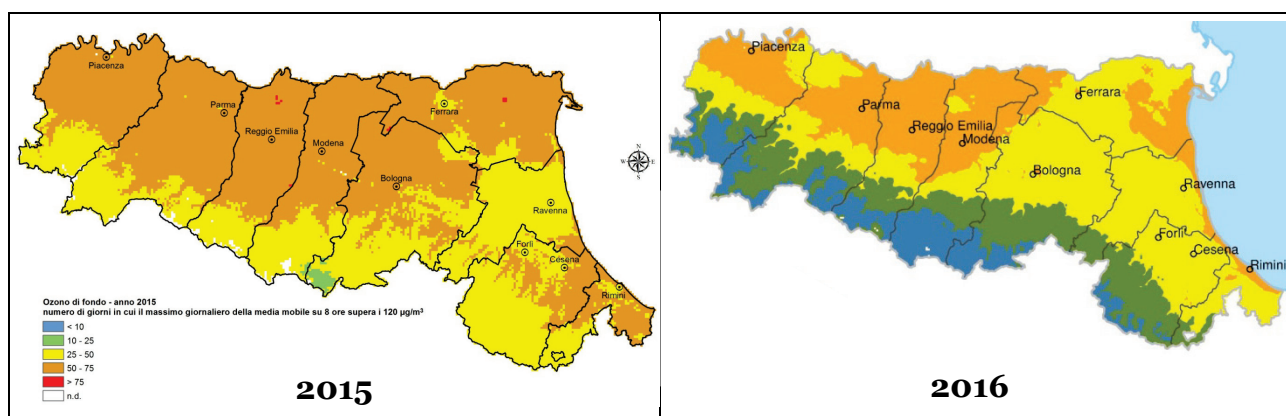 Piacenza
Parma
Reggio Emilia
Modena
Ferrara
Bologna
Ravenna
Forlì
Cesena
Rimini
N
W E
S
Ozono di fondo - anno 2015
numero di giorni in cui il massimo giornaliero della media mobile su 8 ore supera i 120 µg/m³
< 10
10 - 25
25 - 50
50 - 75
> 75
n.d.
2015
Piacenza
Parma
Reggio Emilia
Modena
Ferrara
Bologna
Ravenna
Forlì
Cesena
Rimini
2016